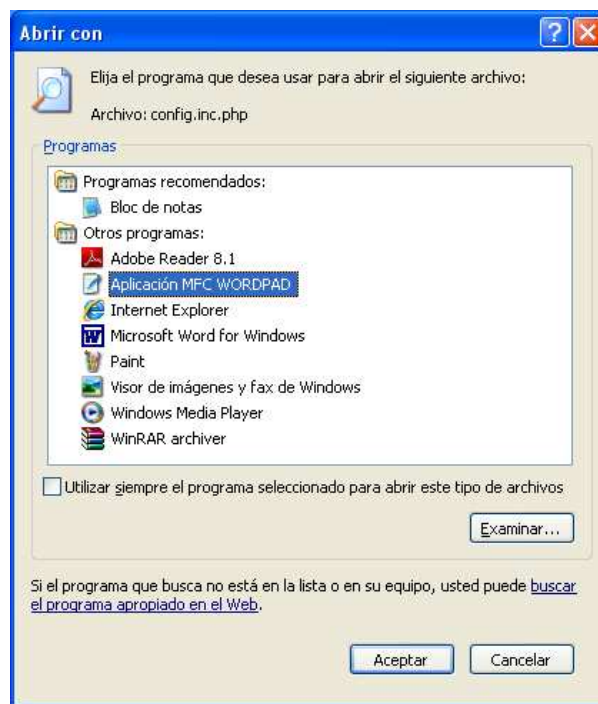 Abrir con
Elija el programa que desea usar para abrir el siguiente archivo:
Archivo: config.inc.php
Programas
Programas recomendados:
Bloc de notas
Otros programas:
Adobe Reader 8.1
Aplicación MFC WORDPAD
Internet Explorer
Microsoft Word for Windows
Paint
Visor de imágenes y fax de Windows
Windows Media Player
WinRAR archiver
Utilizar siempre el programa seleccionado para abrir este tipo de archivos
Examinar...
Si el programa que busca no está en la lista o en su equipo, usted puede buscar
el programa apropiado en el Web.
Aceptar Cancelar